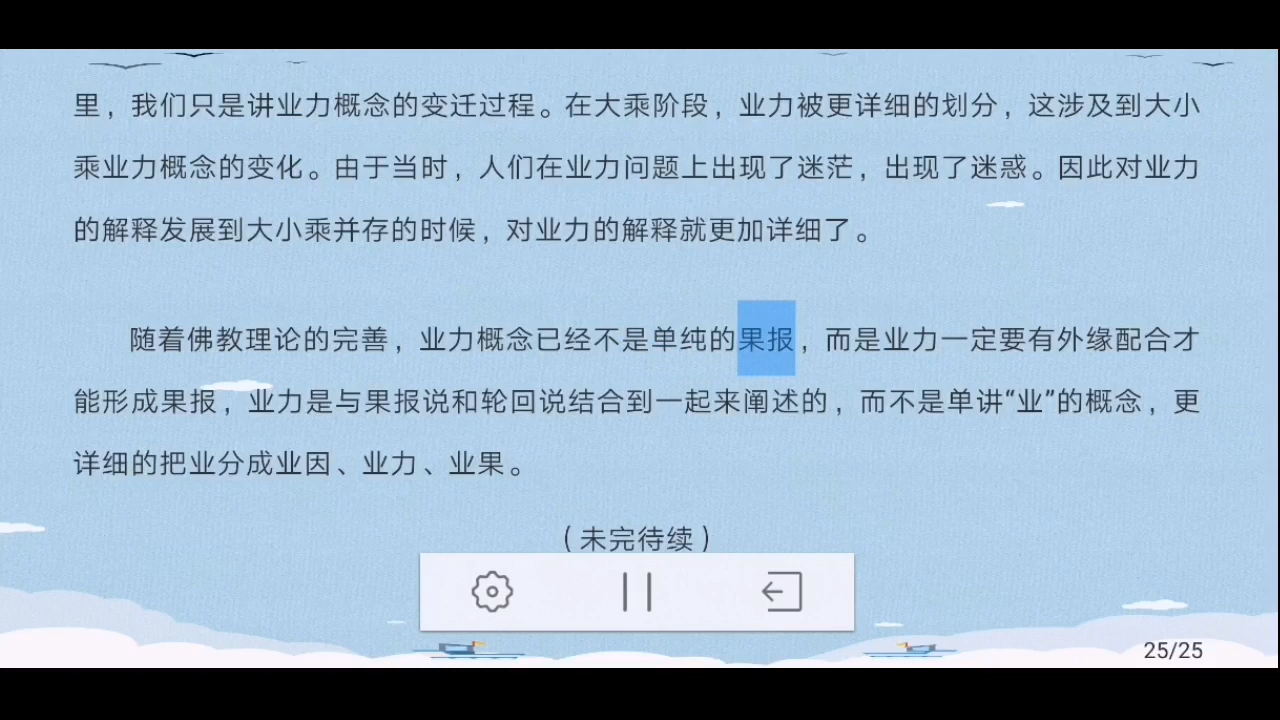 里，我们只是讲业力概念的变迁过程。在大乘阶段，业力被更详细的划分，这涉及到大小
乘业力概念的变化。由于当时，人们在业力问题上出现了迷茫，出现了迷惑。因此对业力
的解释发展到大小乘并存的时候，对业力的解释就更加详细了。
随着佛教理论的完善，业力概念已经不是单纯的果报，而是业力一定要有外缘配合才
能形成果报，业力是与果报说和轮回说结合到一起来阐述的，而不是单讲“业”的概念，更
详细的把业分成业因、业力、业果。
（未完待续）
25/25